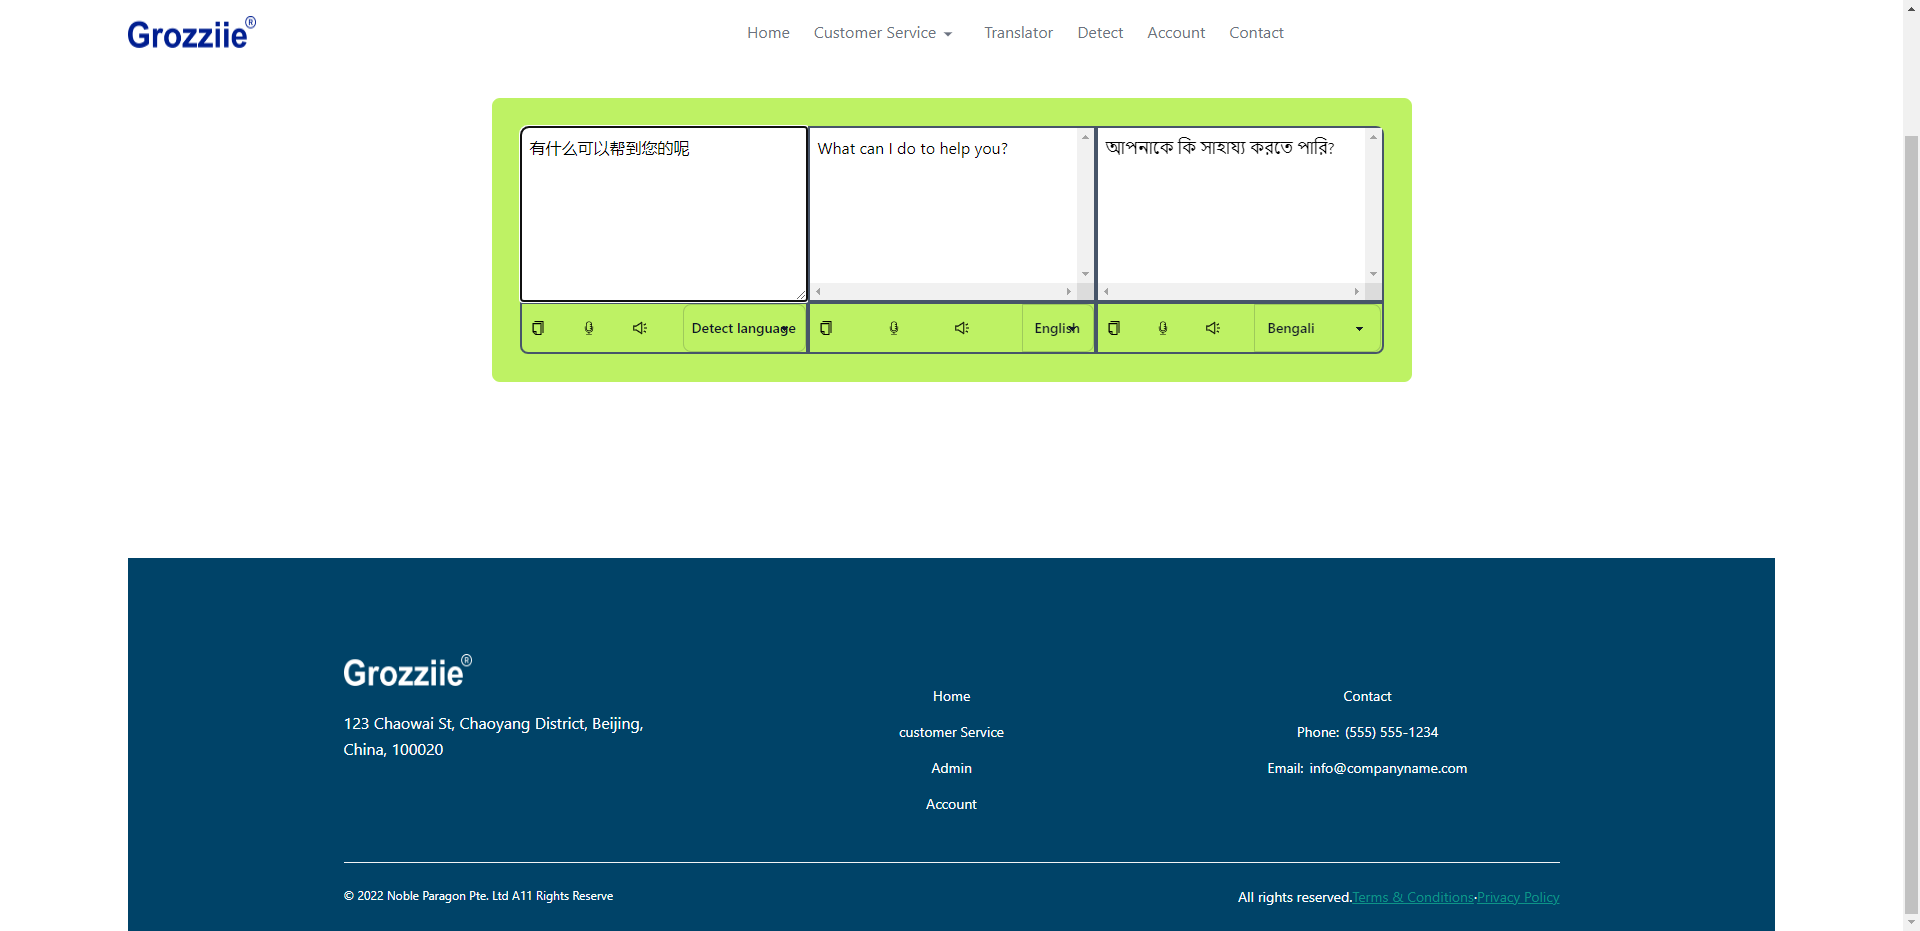 Grozziie®
Home Customer Service Translator Detect Account Contact
有什么可以帮到您的呢
What can I do to help you?
আপনাকে কি সাহায্য করতে পারি?
Detect language
English
Bengali
Grozziie®
123 Chaowai St, Chaoyang District, Beijing,
China, 100020
Home
customer Service
Admin
Account
Contact
Phone: (555) 555-1234
Email: info@companyname.com
© 2022 Noble Paragon Pte. Ltd A11 Rights Reserve
All rights reserved.Terms & Conditions·Privacy Policy